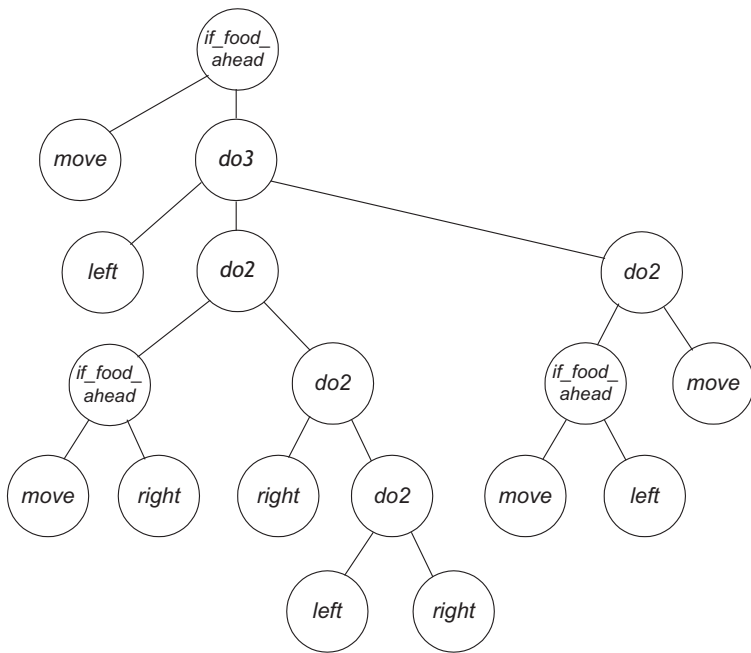 if_food_
ahead
move
do3
left
do2
do2
if_food_
ahead
do2
if_food_
ahead
move
move
right
right
do2
move
left
left
right